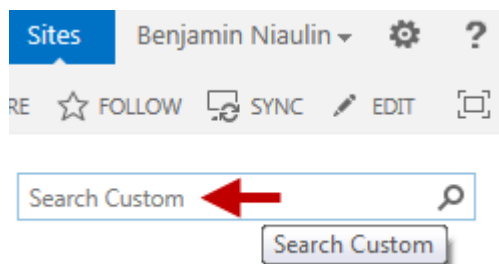 Sites Benjamin Niaulin ?
RE FOLLOW SYNC EDIT
Search Custom
Search Custom